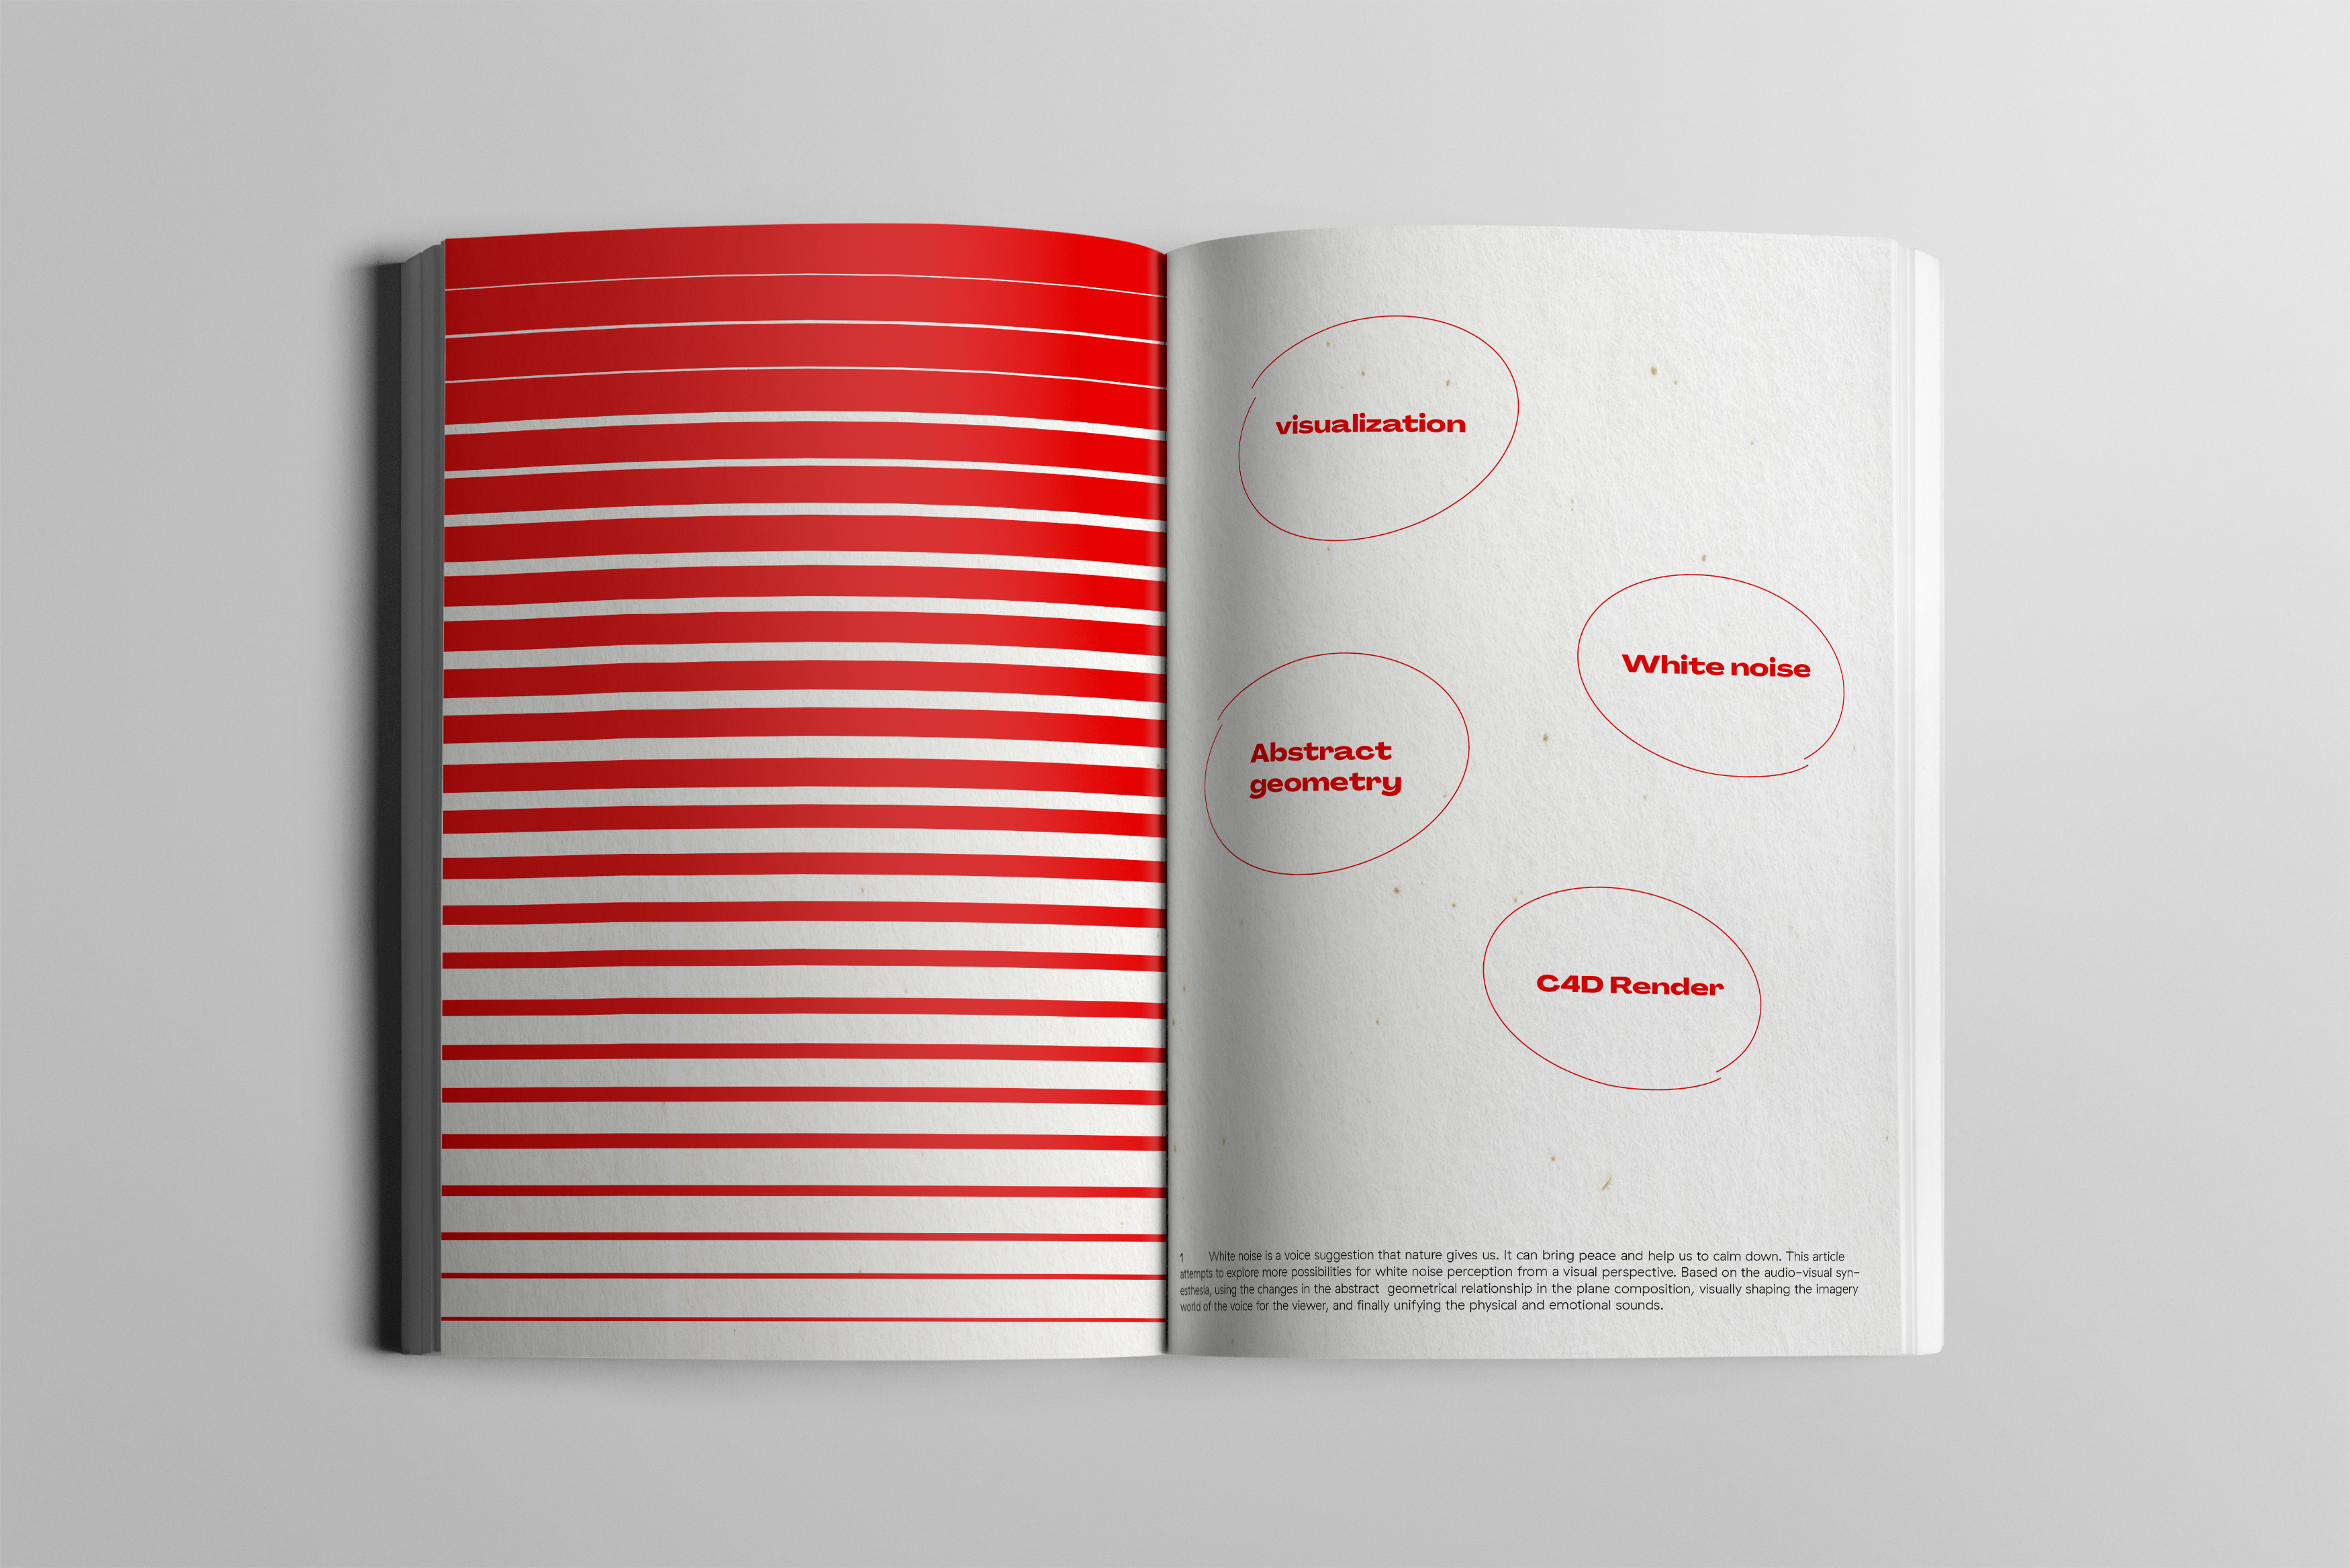 visualization
White noise
Abstract
geometry
C4D Render
1 White noise is a voice suggestion that nature gives us. It can bring peace and help us to calm down. This article
attempts to explore more possibilities for white noise perception from a visual perspective. Based on the audio-visual syn-
esthesia, using the changes in the abstract geometrical relationship in the plane composition, visually shaping the imagery
world of the voice for the viewer, and finally unifying the physical and emotional sounds.